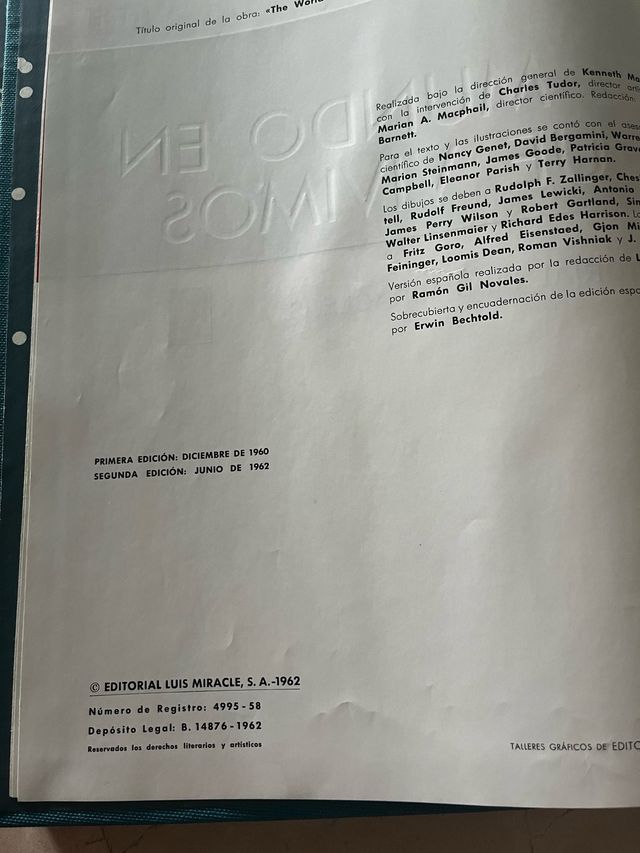 Título original de la obra: «The World
Realizada bajo la dirección general de Kenneth
con la intervención de Charles Tudor, director
Marian A. Macphail, director científico. Redacción:
Barnett.
Para el texto y las ilustraciones se contó con el
científico de Nancy Genet, David Bergamini,
Marion Steinmann, James Goode, Patricia
Campbell, Eleanor Parish y Terry Harnan.
Los dibujos se deben a Rudolph F. Zallinger,
tell, Rudolf Freund, James Lewicki, Antonio
James Perry Wilson y Robert Gartland,
Walter Linsenmaier y Richard Edes Harrison.
a Fritz Goro, Alfred Eisenstaed, Gjon
Feininger, Loomis Dean, Roman Vishniak y J.
Versión española realizada por la redacción de
por Ramón Gil Novales.
Sobrecubierta y encuadernación de la edición
por Erwin Bechtold.
PRIMERA EDICIÓN: DICIEMBRE DE 1960
SEGUNDA EDICIÓN: JUNIO DE 1962
© EDITORIAL LUIS MIRACLE, S. A.-1962
Número de Registro: 4995-58
Depósito Legal: B. 14876-1962
Reservados los derechos literarios y artísticos
TALLERES GRÁFICOS DE